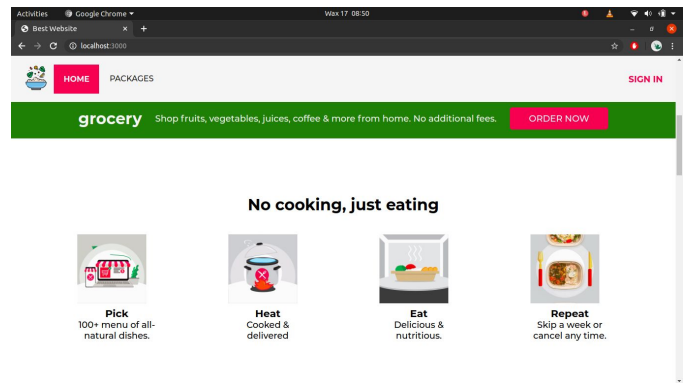 Activities Google Chrome Wax 17 08:50
Best Website
localhost:3000
HOME PACKAGES SIGN IN
grocery Shop fruits, vegetables, juices, coffee & more from home. No additional fees. ORDER NOW
No cooking, just eating
Pick
100+ menu of all-
natural dishes.
Heat
Cooked &
delivered
Eat
Delicious &
nutritious.
Repeat
Skip a week or
cancel any time.